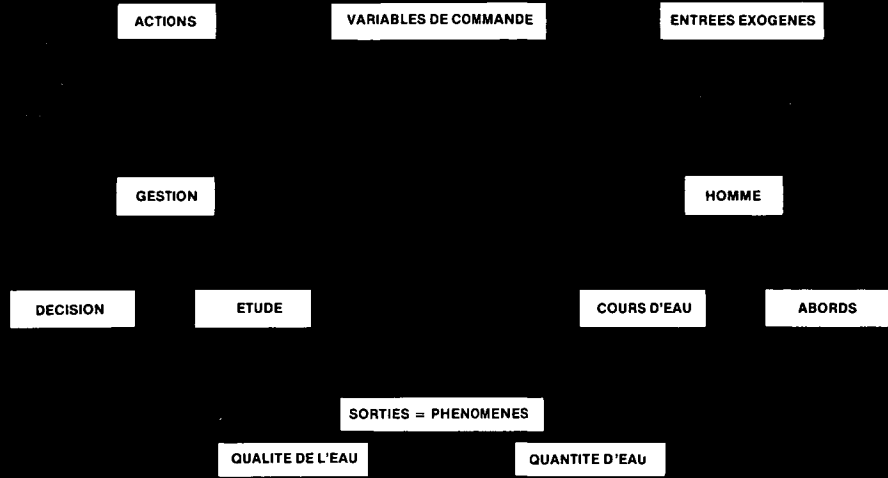 ACTIONS
VARIABLES DE COMMANDE
ENTREES EXOGENES
GESTION
HOMME
DECISION
ETUDE
COURS D'EAU
ABORDS
SORTIES = PHENOMENES
QUALITE DE L'EAU
QUANTITE D'EAU